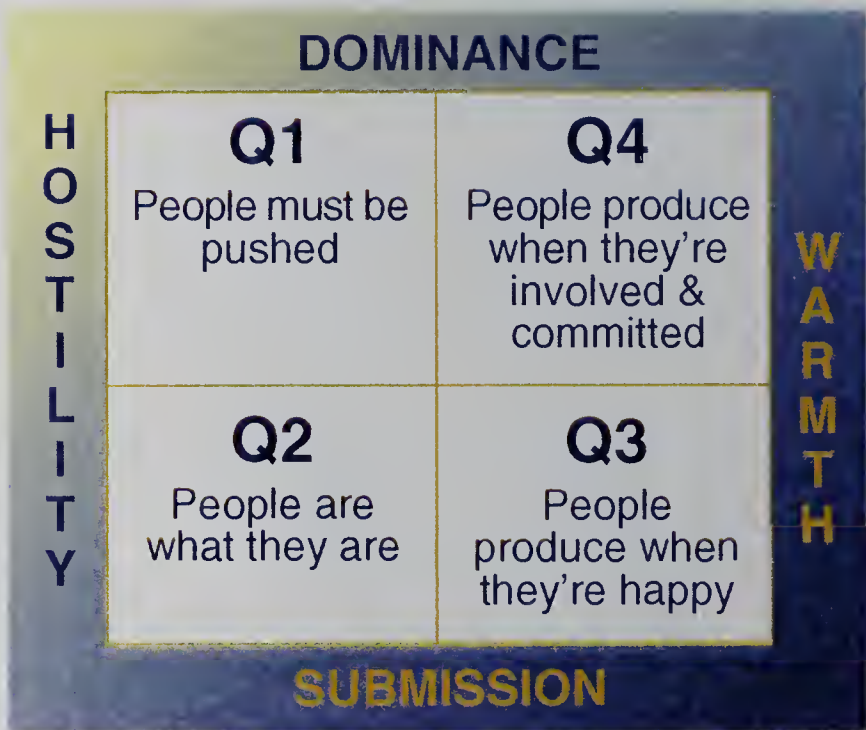 DOMINANCE
HOSTILITY
Q1
People must be
pushed
Q4
People produce
when they're
involved &
committed
WARMTH
Q2
People are
what they are
Q3
People
produce when
they're happy
SUBMISSION